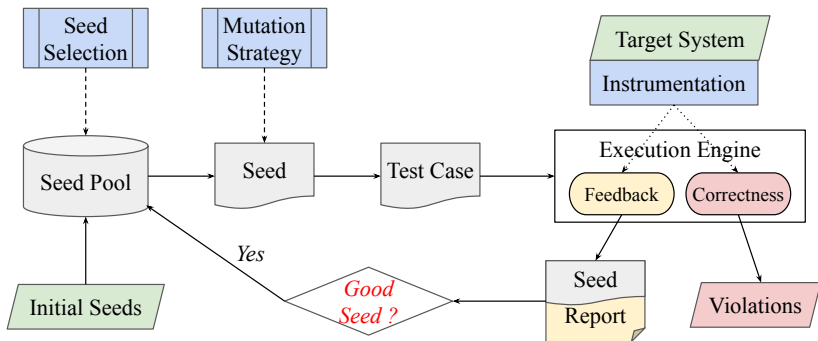 Seed
Selection
Mutation
Strategy
Target System
Instrumentation
Execution Engine
Seed Pool
Seed
Test Case
Feedback
Correctness
Yes
Initial Seeds
Good
Seed ?
Seed
Report
Violations